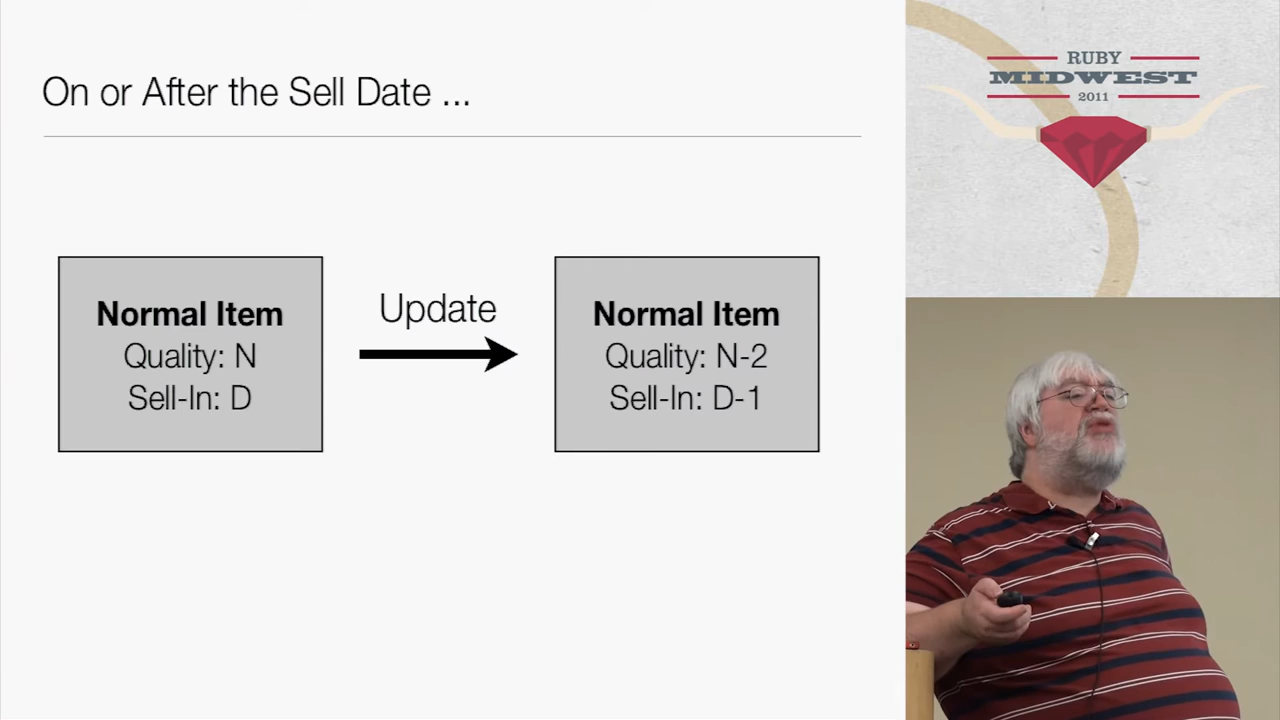 On or After the Sell Date ...
Normal Item
Quality: N
Sell-In: D
Update
Normal Item
Quality: N-2
Sell-In: D-1
RUBY
MIDWEST
2011